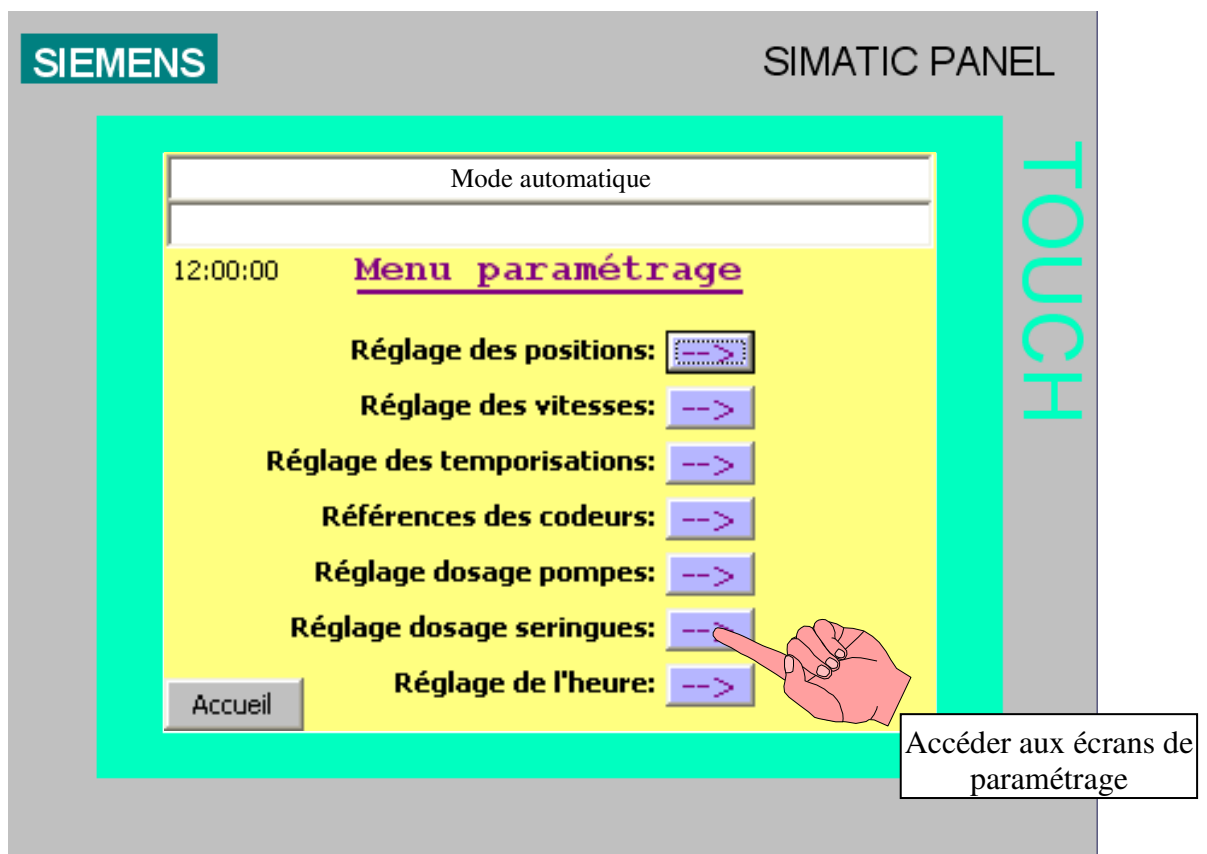 SIEMENS
SIMATIC PANEL
TOUCH
Mode automatique
12:00:00 Menu paramétrage
Réglage des positions: -->
Réglage des vitesses: -->
Réglage des temporisations: -->
Références des codeurs: -->
Réglage dosage pompes: -->
Réglage dosage seringues: -->
Réglage de l'heure: -->
Accueil
Accéder aux écrans de
paramétrage